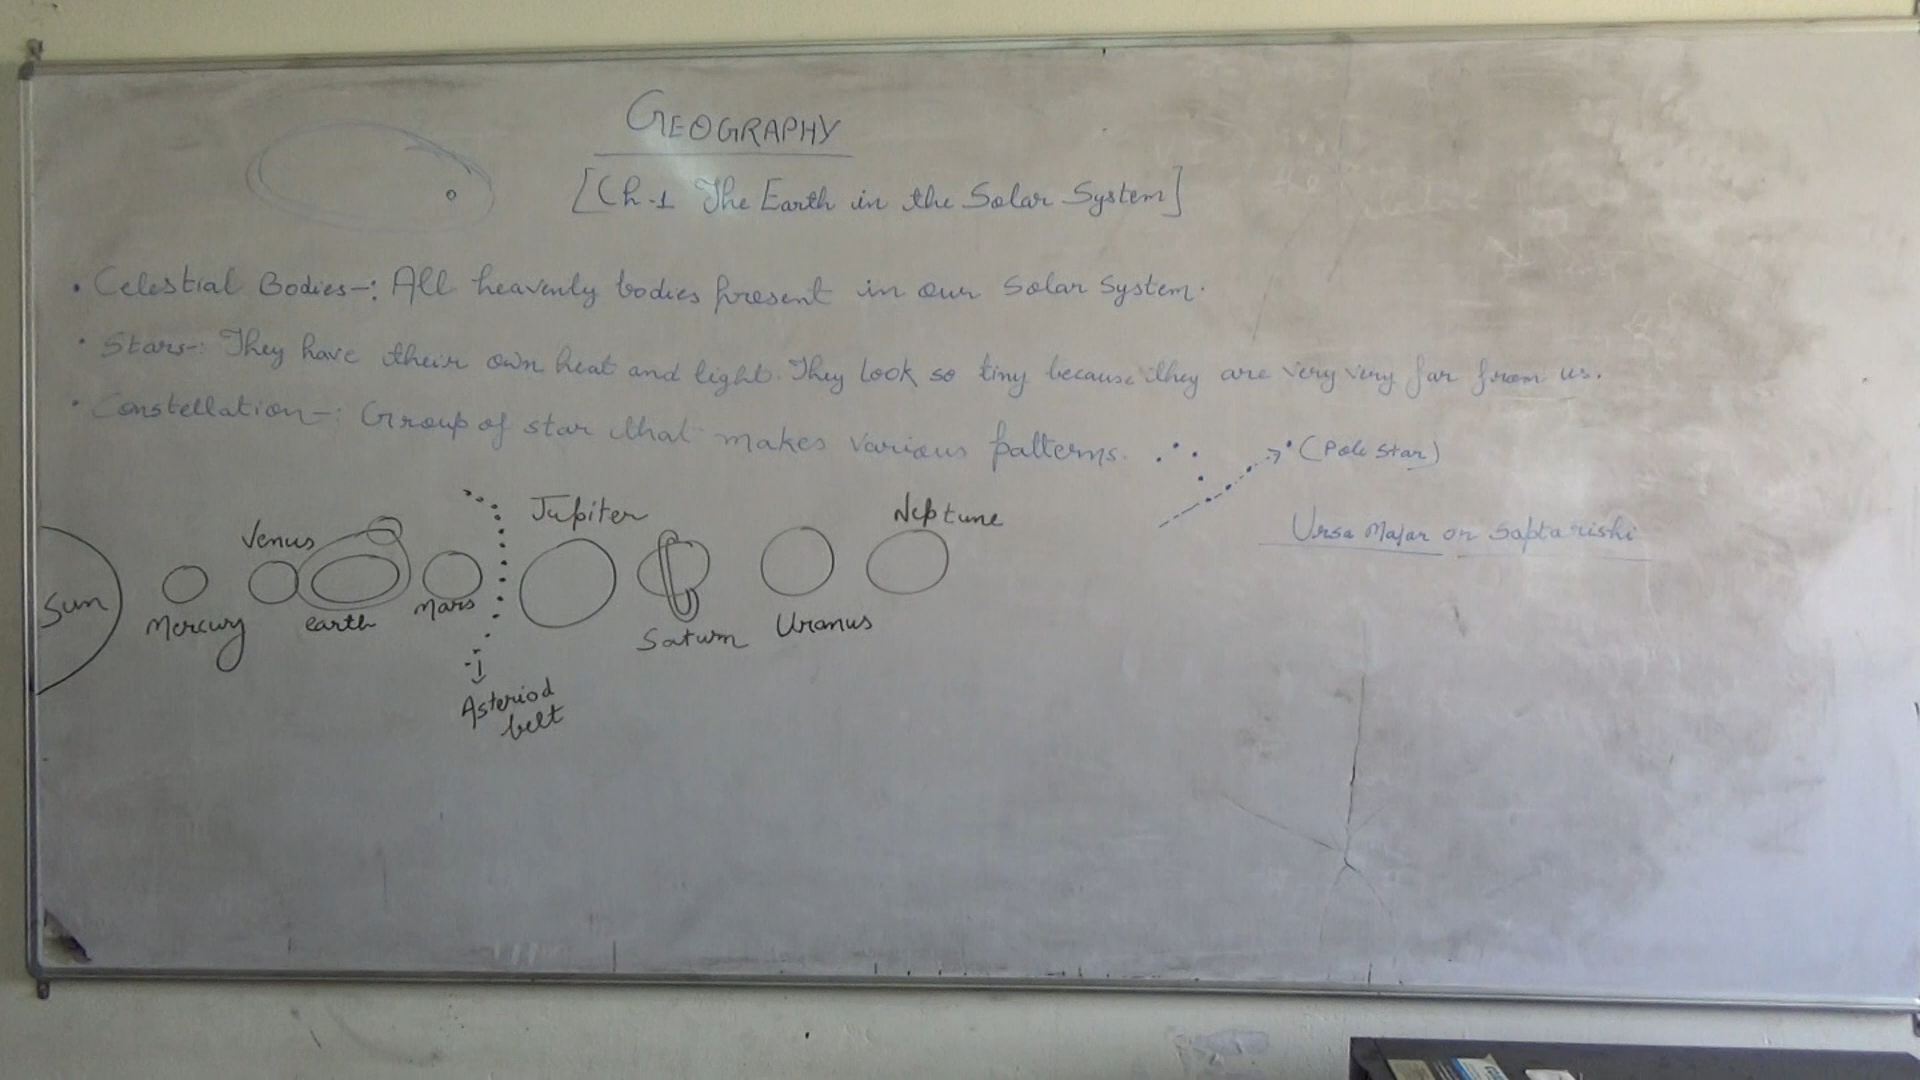 GEOGRAPHY
[Ch.1 The Earth in the Solar System]
• Celestial Bodies-: All heavenly bodies present in our Solar System.
• Stars-: They have their own heat and light. They look so tiny because they are very very far from us.
• Constellation-: Group of star that makes various patterns.
(Pole Star)
Ursa Major or Saptarishi
Sun
Mercury
Venus
earth
Mars
Asteriod
belt
Jupiter
Saturn
Uranus
Neptune